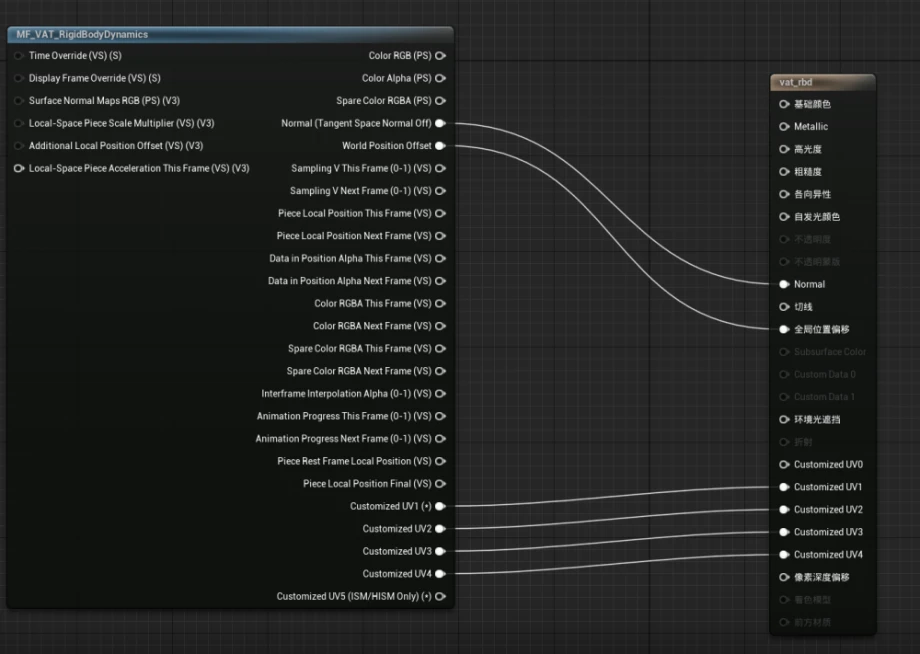 MF_VAT_RigidBodyDynamics
Time Override (VS) (S)
Display Frame Override (VS) (S)
Surface Normal Maps RGB (PS) (V3)
Local-Space Piece Scale Multiplier (VS) (V3)
Additional Local Position Offset (VS) (V3)
Local-Space Piece Acceleration This Frame (VS) (V3)
Color RGB (PS)
Color Alpha (PS)
Spare Color RGBA (PS)
Normal (Tangent Space Normal Off)
World Position Offset
Sampling V This Frame (0-1) (VS)
Sampling V Next Frame (0-1) (VS)
Piece Local Position This Frame (VS)
Piece Local Position Next Frame (VS)
Data in Position Alpha This Frame (VS)
Data in Position Alpha Next Frame (VS)
Color RGBA This Frame (VS)
Color RGBA Next Frame (VS)
Spare Color RGBA This Frame (VS)
Spare Color RGBA Next Frame (VS)
Interframe Interpolation Alpha (0-1) (VS)
Animation Progress This Frame (0-1) (VS)
Animation Progress Next Frame (0-1) (VS)
Piece Rest Frame Local Position (VS)
Piece Local Position Final (VS)
Customized UV1 (•)
Customized UV2
Customized UV3
Customized UV4
Customized UV5 (ISM/HISM Only) (•)
vat_rbd
基础颜色
Metallic
高光度
粗糙度
各向异性
自发光颜色
不透明度
不透明蒙版
Normal
切线
全局位置偏移
Subsurface Color
Custom Data 0
Custom Data 1
环境光遮挡
折射
Customized UV0
Customized UV1
Customized UV2
Customized UV3
Customized UV4
像素深度偏移
着色模型
前方材质